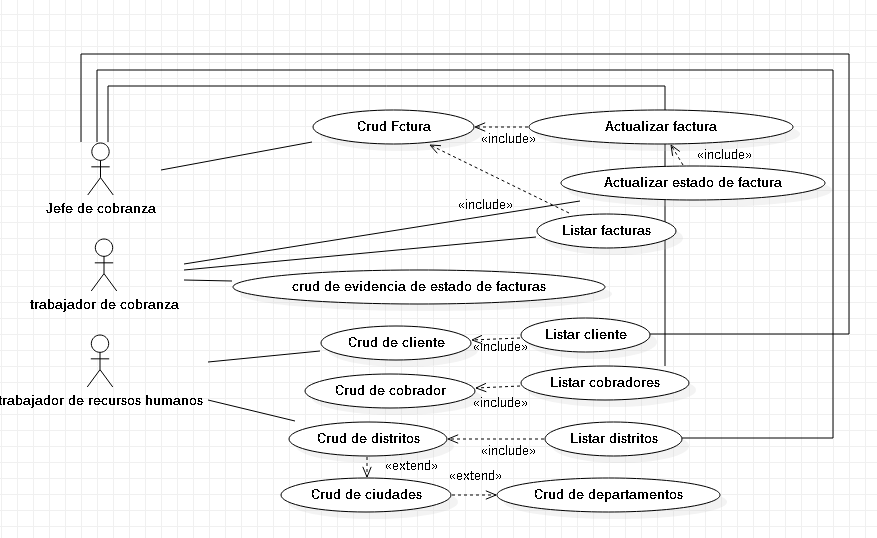 Crud Fctura
Actualizar factura
«include»
«include»
Actualizar estado de factura
Jefe de cobranza
«include»
Listar facturas
crud de evidencia de estado de facturas
trabajador de cobranza
Listar cliente
Crud de cliente
«include»
Listar cobradores
Crud de cobrador
trabajador de recursos humanos
«include»
Crud de distritos
Listar distritos
«include»
«extend»
«extend»
Crud de ciudades
Crud de departamentos